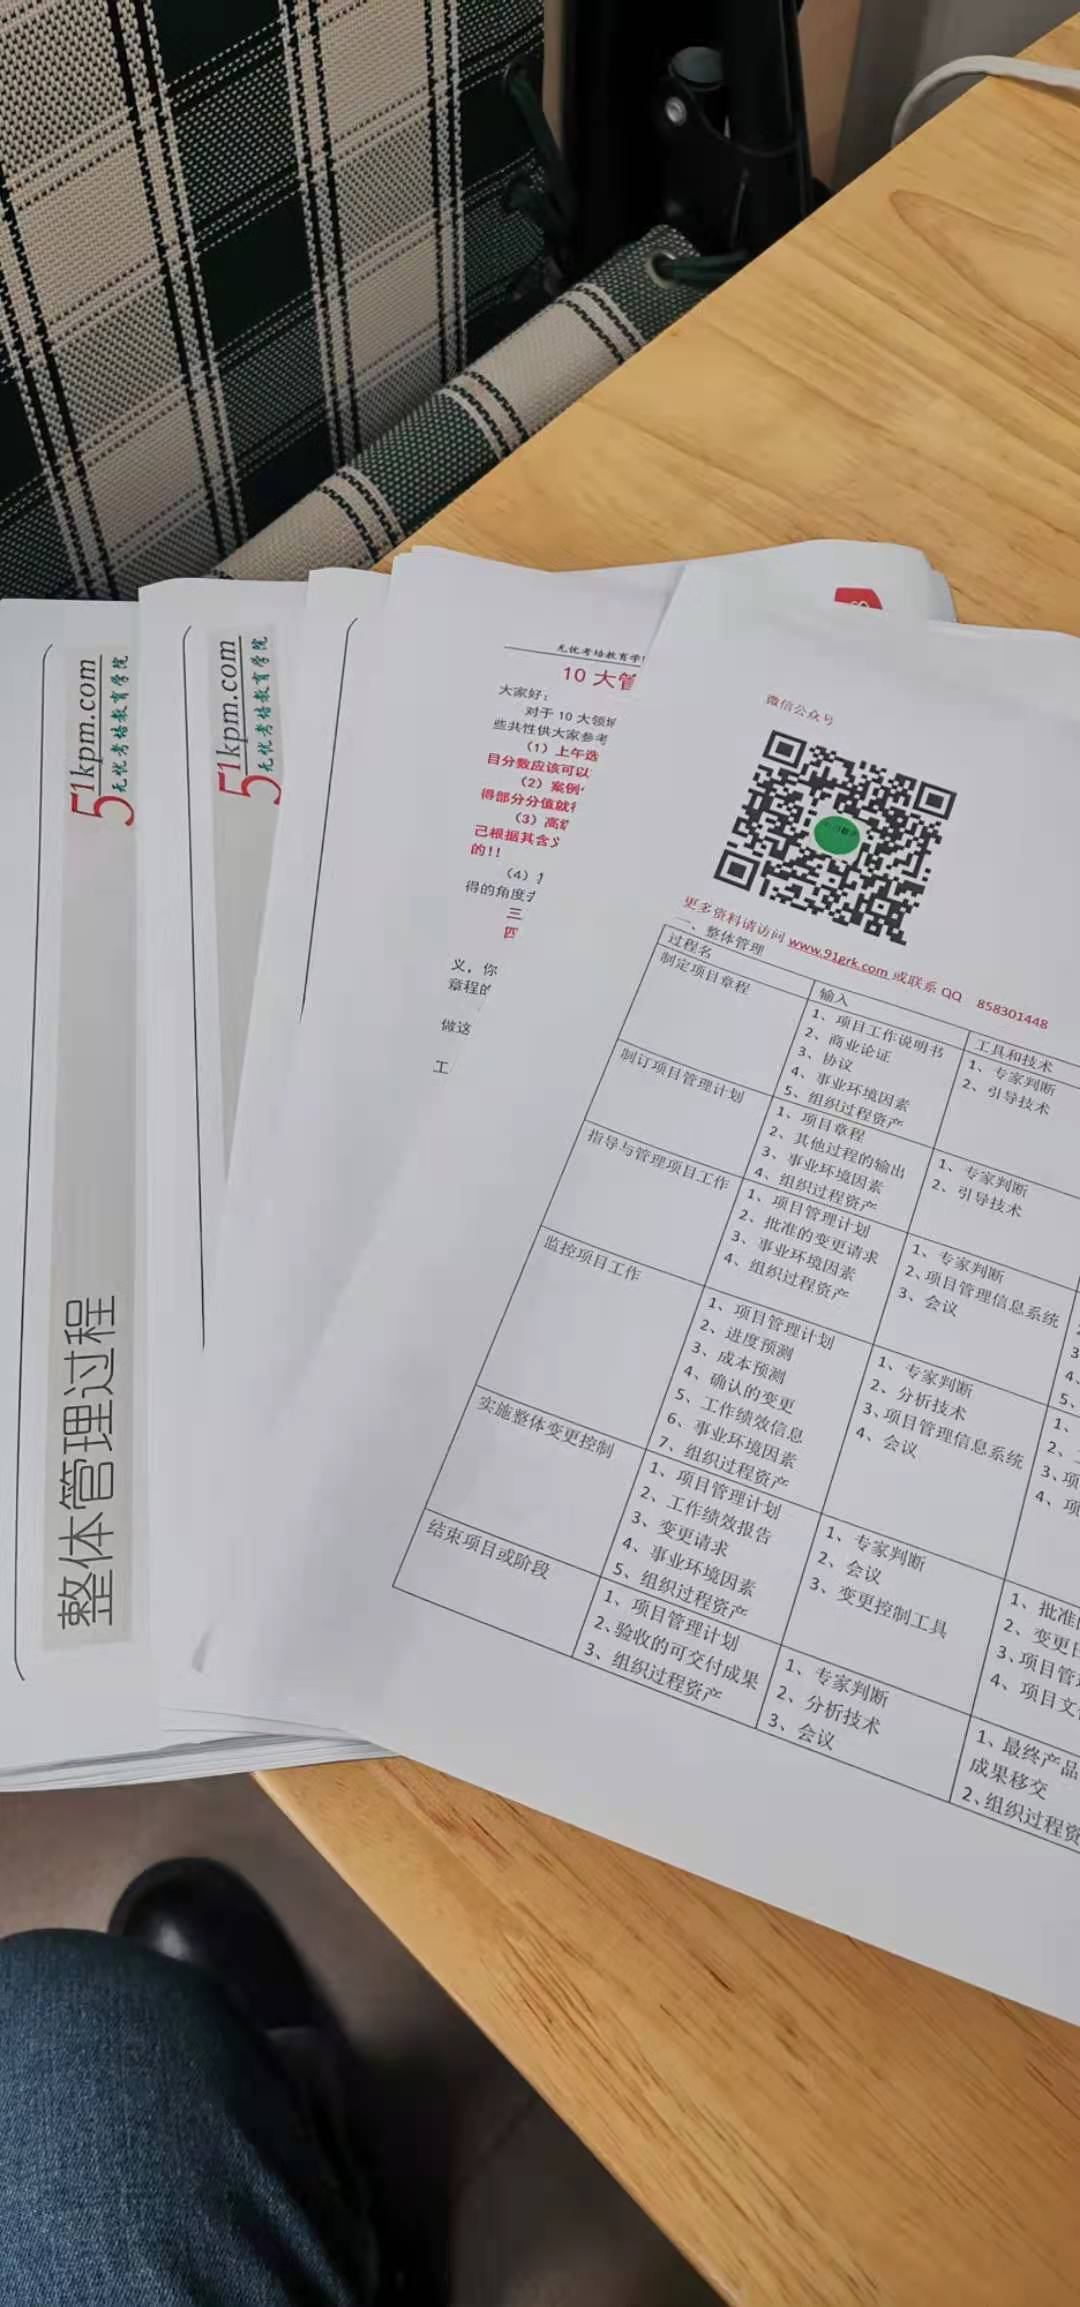 51kpm.com
无忧考培教育学院
整体管理过程
51kpm.com
无忧考培教育学院
无忧考培教育学
10 大管
大家好:
对于 10 大领域
些共性供大家参考
(1)上午选
目分数应该可以
(2)案例
得部分分值就
(3)高
己根据其含义
的!!
(4)
得的角度
三
四
义,你
章程的
做这
工
微信公众号
更多资料请访问 www.91grk.com 或联系 QQ 858301448
一、整体管理
过程名
输入
工具和技术
制定项目章程
1、项目工作说明书
2、商业论证
3、协议
4、事业环境因素
5、组织过程资产
1、专家判断
2、引导技术
制订项目管理计划
1、项目章程
2、其他过程的输出
3、事业环境因素
4、组织过程资产
1、专家判断
2、引导技术
指导与管理项目工作
1、项目管理计划
2、批准的变更请求
3、事业环境因素
4、组织过程资产
1、专家判断
2、项目管理信息系统
3、会议
3
4、
5、
监控项目工作
1、项目管理计划
2、进度预测
3、成本预测
4、确认的变更
5、工作绩效信息
6、事业环境因素
7、组织过程资产
1、专家判断
2、分析技术
3、项目管理信息系统
4、会议
1、
2、
3、项
4、项
实施整体变更控制
1、项目管理计划
2、工作绩效报告
3、变更请求
4、事业环境因素
5、组织过程资产
1、专家判断
2、会议
3、变更控制工具
1、批准
2、变更日
3、项目管
4、项目文
结束项目或阶段
1、项目管理计划
2、验收的可交付成果
3、组织过程资产
1、专家判断
2、分析技术
3、会议
1、最终产品
成果移交
2、组织过程资